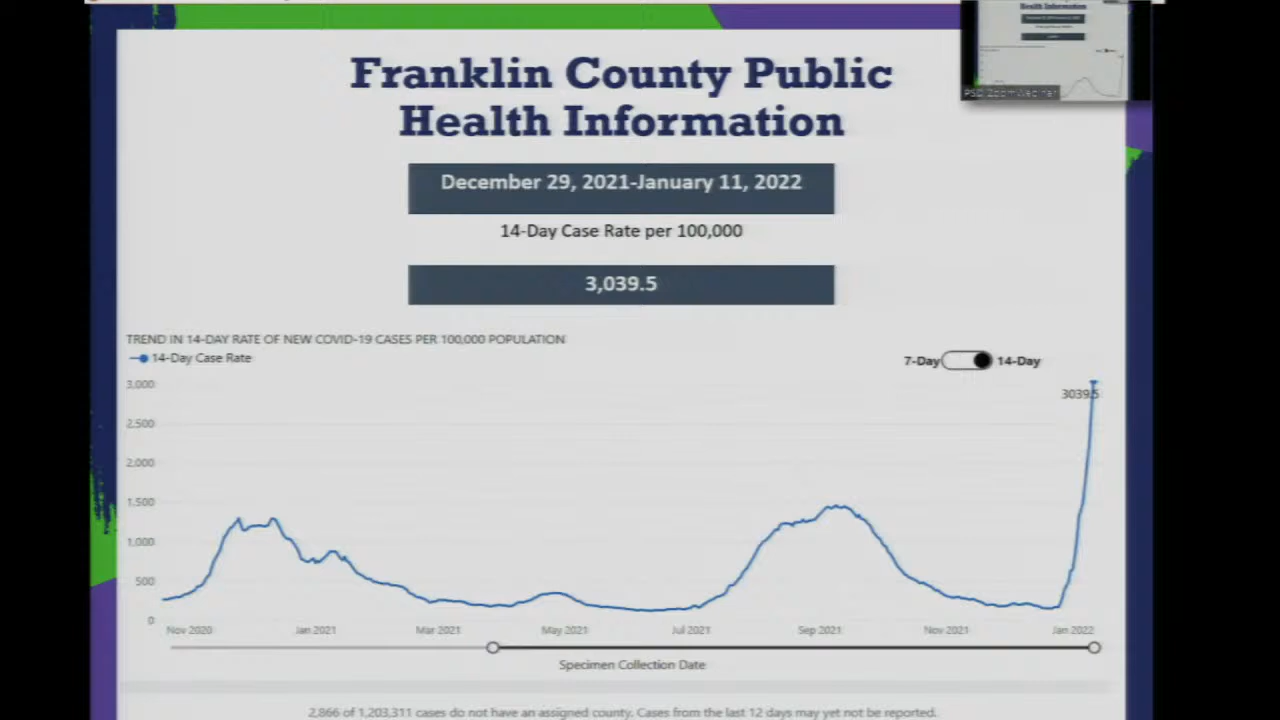 Health Information
PSD Zoom Webinar
Franklin County Public
Health Information
December 29, 2021-January 11, 2022
14-Day Case Rate per 100,000
3,039.5
TREND IN 14-DAY RATE OF NEW COVID-19 CASES PER 100,000 POPULATION
14-Day Case Rate
7-Day 14-Day
3,000
3039.5
2,500
2,000
1,500
1,000
500
0
Nov 2020 Jan 2021 Mar 2021 May 2021 Jul 2021 Sep 2021 Nov 2021 Jan 2022
Specimen Collection Date
2,866 of 1,203,311 cases do not have an assigned county. Cases from the last 12 days may yet not be reported.